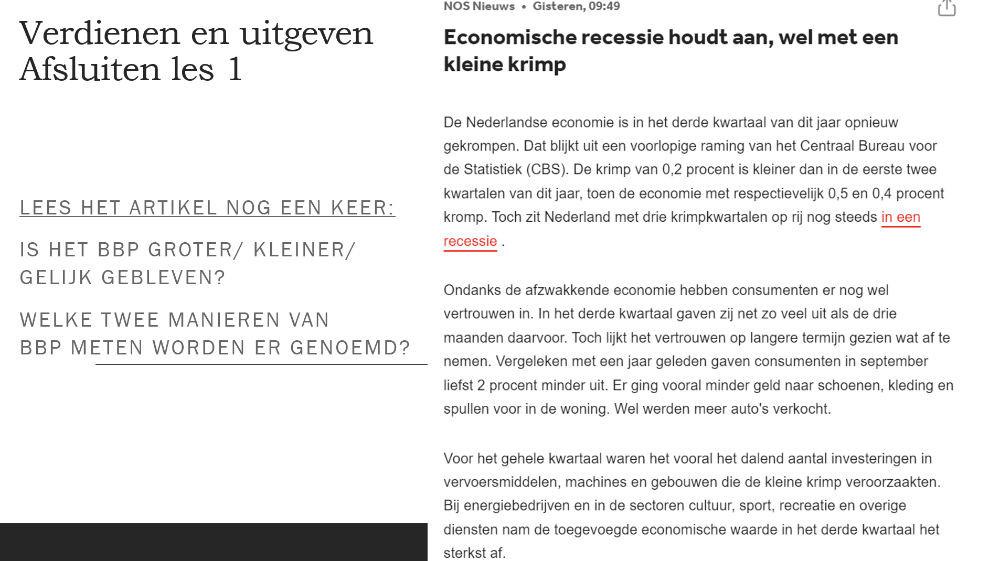 Verdienen en uitgeven
Afsluiten les 1
LEES HET ARTIKEL NOG EEN KEER:
IS HET BBP GROTER/ KLEINER/
GELIJK GEBLEVEN?
WELKE TWEE MANIEREN VAN
BBP METEN WORDEN ER GENOEMD?
NOS Nieuws • Gisteren, 09:49
Economische recessie houdt aan, wel met een
kleine krimp
De Nederlandse economie is in het derde kwartaal van dit jaar opnieuw
gekrompen. Dat blijkt uit een voorlopige raming van het Centraal Bureau voor
de Statistiek (CBS). De krimp van 0,2 procent is kleiner dan in de eerste twee
kwartalen van dit jaar, toen de economie met respectievelijk 0,5 en 0,4 procent
kromp. Toch zit Nederland met drie krimpkwartalen op rij nog steeds in een
recessie .
Ondanks de afzwakkende economie hebben consumenten er nog wel
vertrouwen in. In het derde kwartaal gaven zij net zo veel uit als de drie
maanden daarvoor. Toch lijkt het vertrouwen op langere termijn gezien wat af te
nemen. Vergeleken met een jaar geleden gaven consumenten in september
liefst 2 procent minder uit. Er ging vooral minder geld naar schoenen, kleding en
spullen voor in de woning. Wel werden meer auto's verkocht.
Voor het gehele kwartaal waren het vooral het dalend aantal investeringen in
vervoersmiddelen, machines en gebouwen die de kleine krimp veroorzaakten.
Bij energiebedrijven en in de sectoren cultuur, sport, recreatie en overige
diensten nam de toegevoegde economische waarde in het derde kwartaal het
sterkst af.